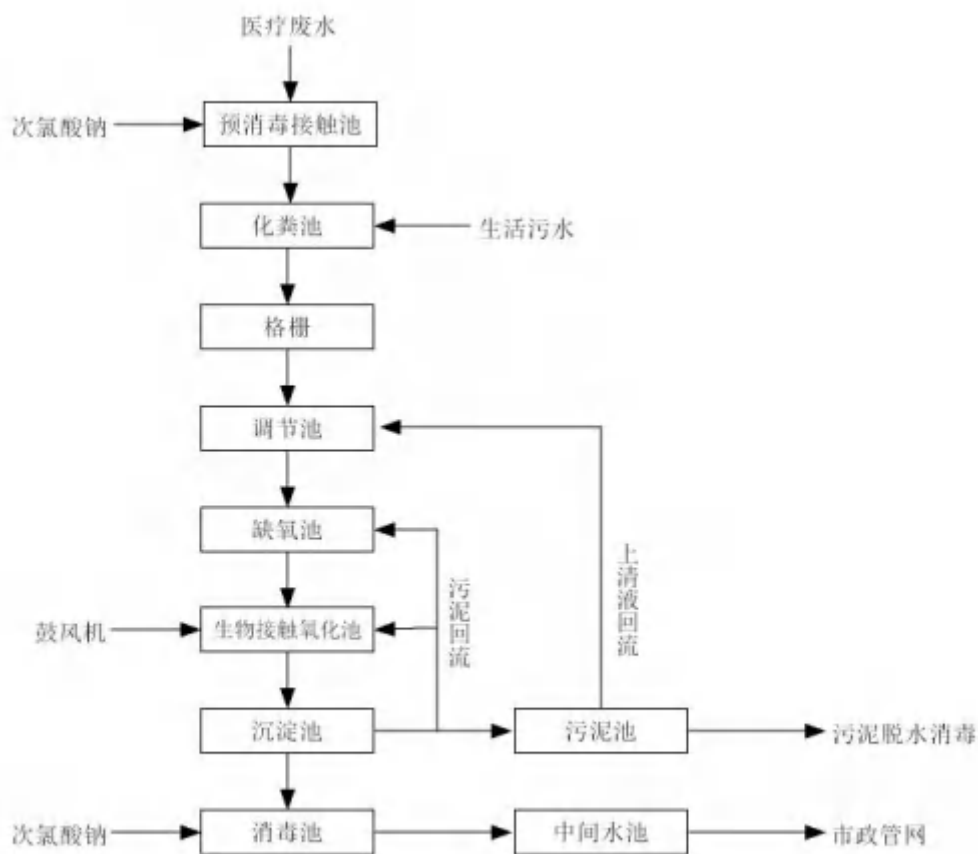 医疗废水
次氯酸钠
预消毒接触池
化粪池
生活污水
格栅
调节池
缺氧池
污泥回流
上清液回流
鼓风机
生物接触氧化池
沉淀池
污泥池
污泥脱水消毒
次氯酸钠
消毒池
中间水池
市政管网